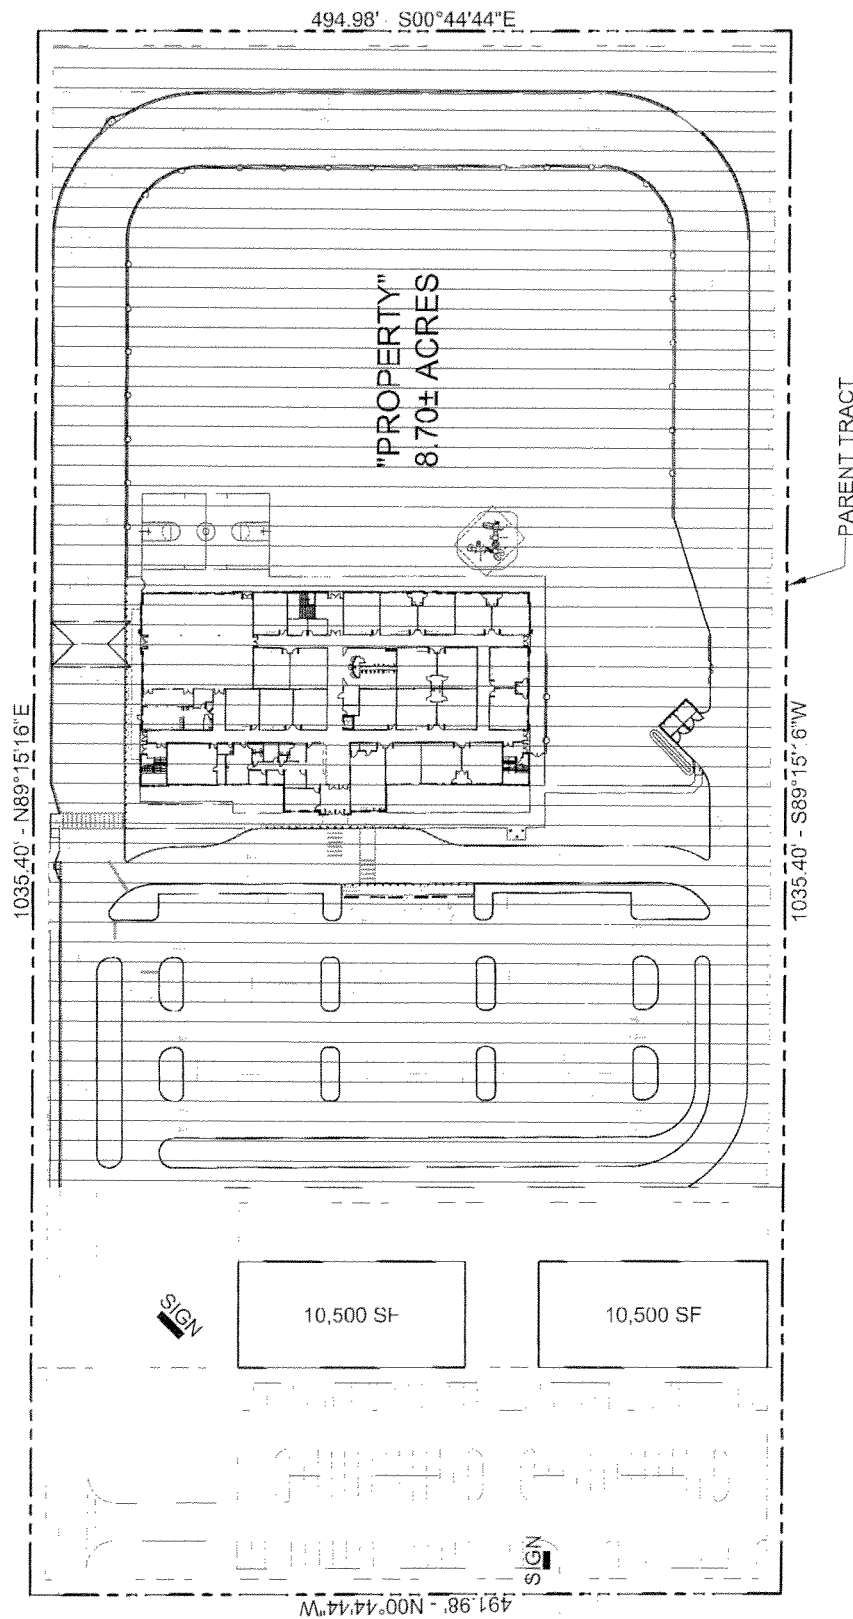 494.98' S00°44'44"E
"PROPERTY"
8.70± ACRES
PARENT TRACT
1035.40' - N89°15'16"E
1035.40' - S89°15'16"W
SIGN
10,500 SF
10,500 SF
SIGN
491.98' - N00°44'44"W